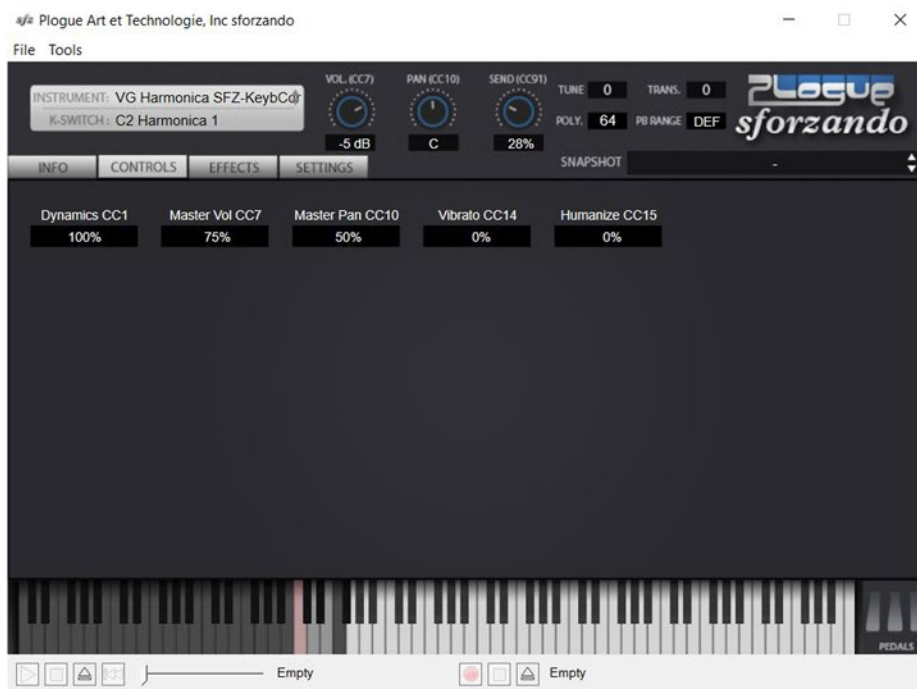 sfz Plogue Art et Technologie, Inc sforzando
File Tools
INSTRUMENT: VG Harmonica SFZ-KeybCor
K-SWITCH: C2 Harmonica 1
VOL. (CC7) PAN (CC10) SEND (CC91)
-5 dB C 28%
TUNE 0 TRANS. 0
POLY. 64 PB RANGE DEF
PLOGUE
sforzando
SNAPSHOT -
INFO CONTROLS EFFECTS SETTINGS
Dynamics CC1 Master Vol CC7 Master Pan CC10 Vibrato CC14 Humanize CC15
100% 75% 50% 0% 0%
PEDALS
Empty Empty